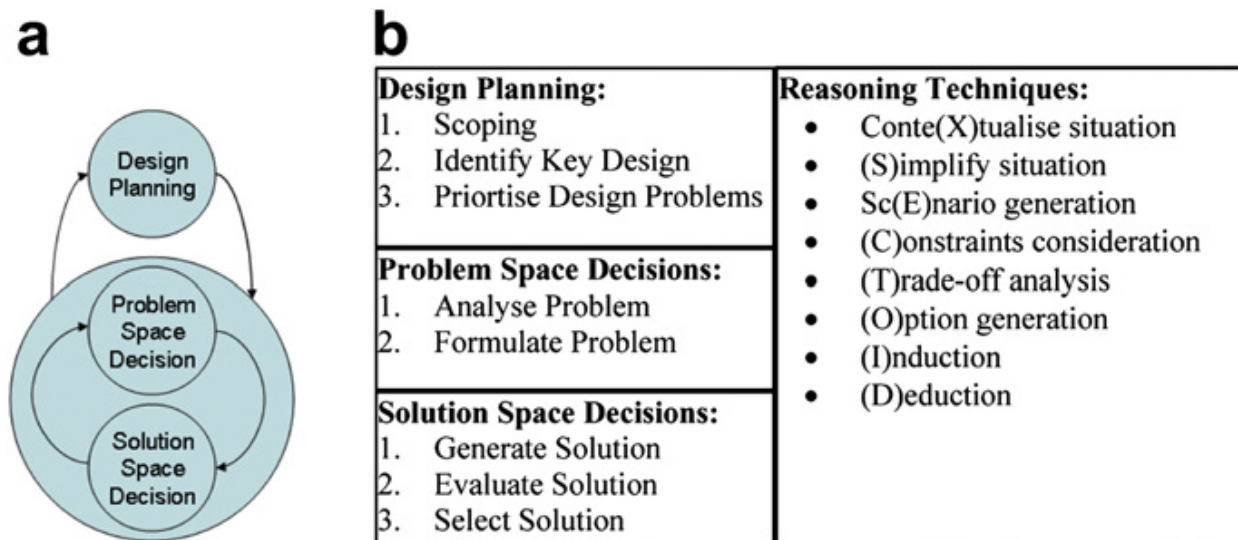 a
Design
Planning
Problem
Space
Decision
Solution
Space
Decision
b
Design Planning:
1. Scoping
2. Identify Key Design
3. Priortise Design Problems
Problem Space Decisions:
1. Analyse Problem
2. Formulate Problem
Solution Space Decisions:
1. Generate Solution
2. Evaluate Solution
3. Select Solution
Reasoning Techniques:
• Conte(X)tualise situation
• (S)implify situation
• Sc(E)nario generation
• (C)onstraints consideration
• (T)rade-off analysis
• (O)ption generation
• (I)nduction
• (D)eduction